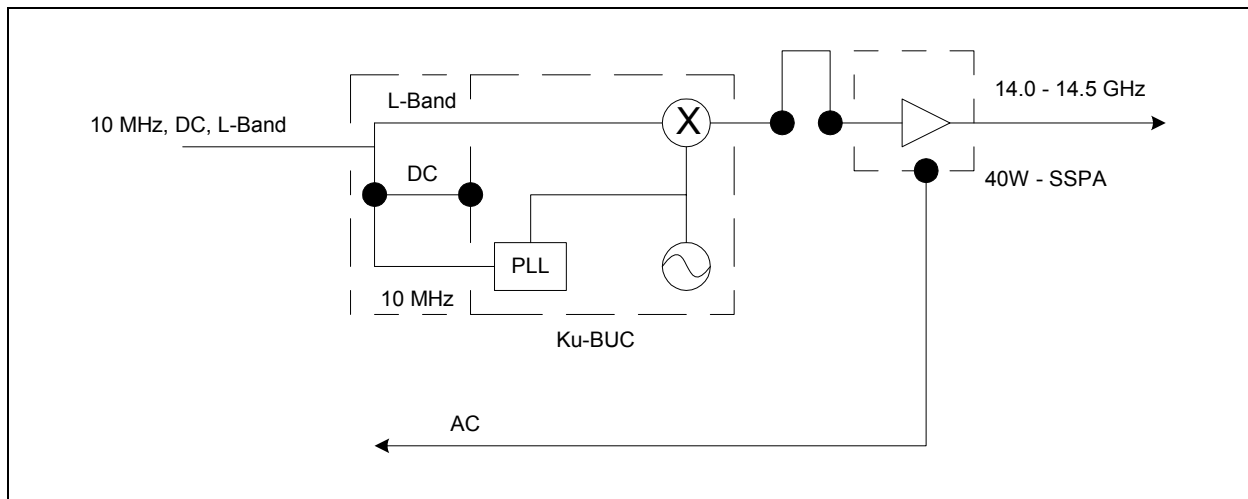 L-Band
14.0 - 14.5 GHz
10 MHz, DC, L-Band
X
DC
40W - SSPA
PLL
10 MHz
Ku-BUC
AC